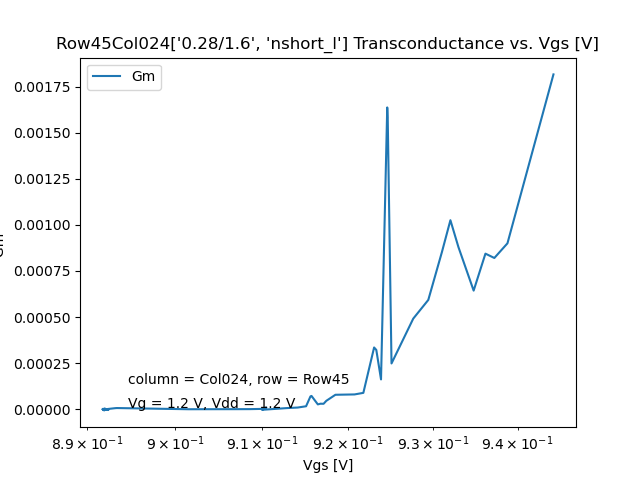 Row45Col024['0.28/1.6', 'nshort_l'] Transconductance vs. Vgs [V]
Gm
0.00175
0.00150
0.00125
0.00100
0.00075
0.00050
0.00025
0.00000
Gm
column = Col024, row = Row45
Vg = 1.2 V, Vdd = 1.2 V
8.9 × 10⁻¹ 9 × 10⁻¹ 9.1 × 10⁻¹ 9.2 × 10⁻¹ 9.3 × 10⁻¹ 9.4 × 10⁻¹
Vgs [V]